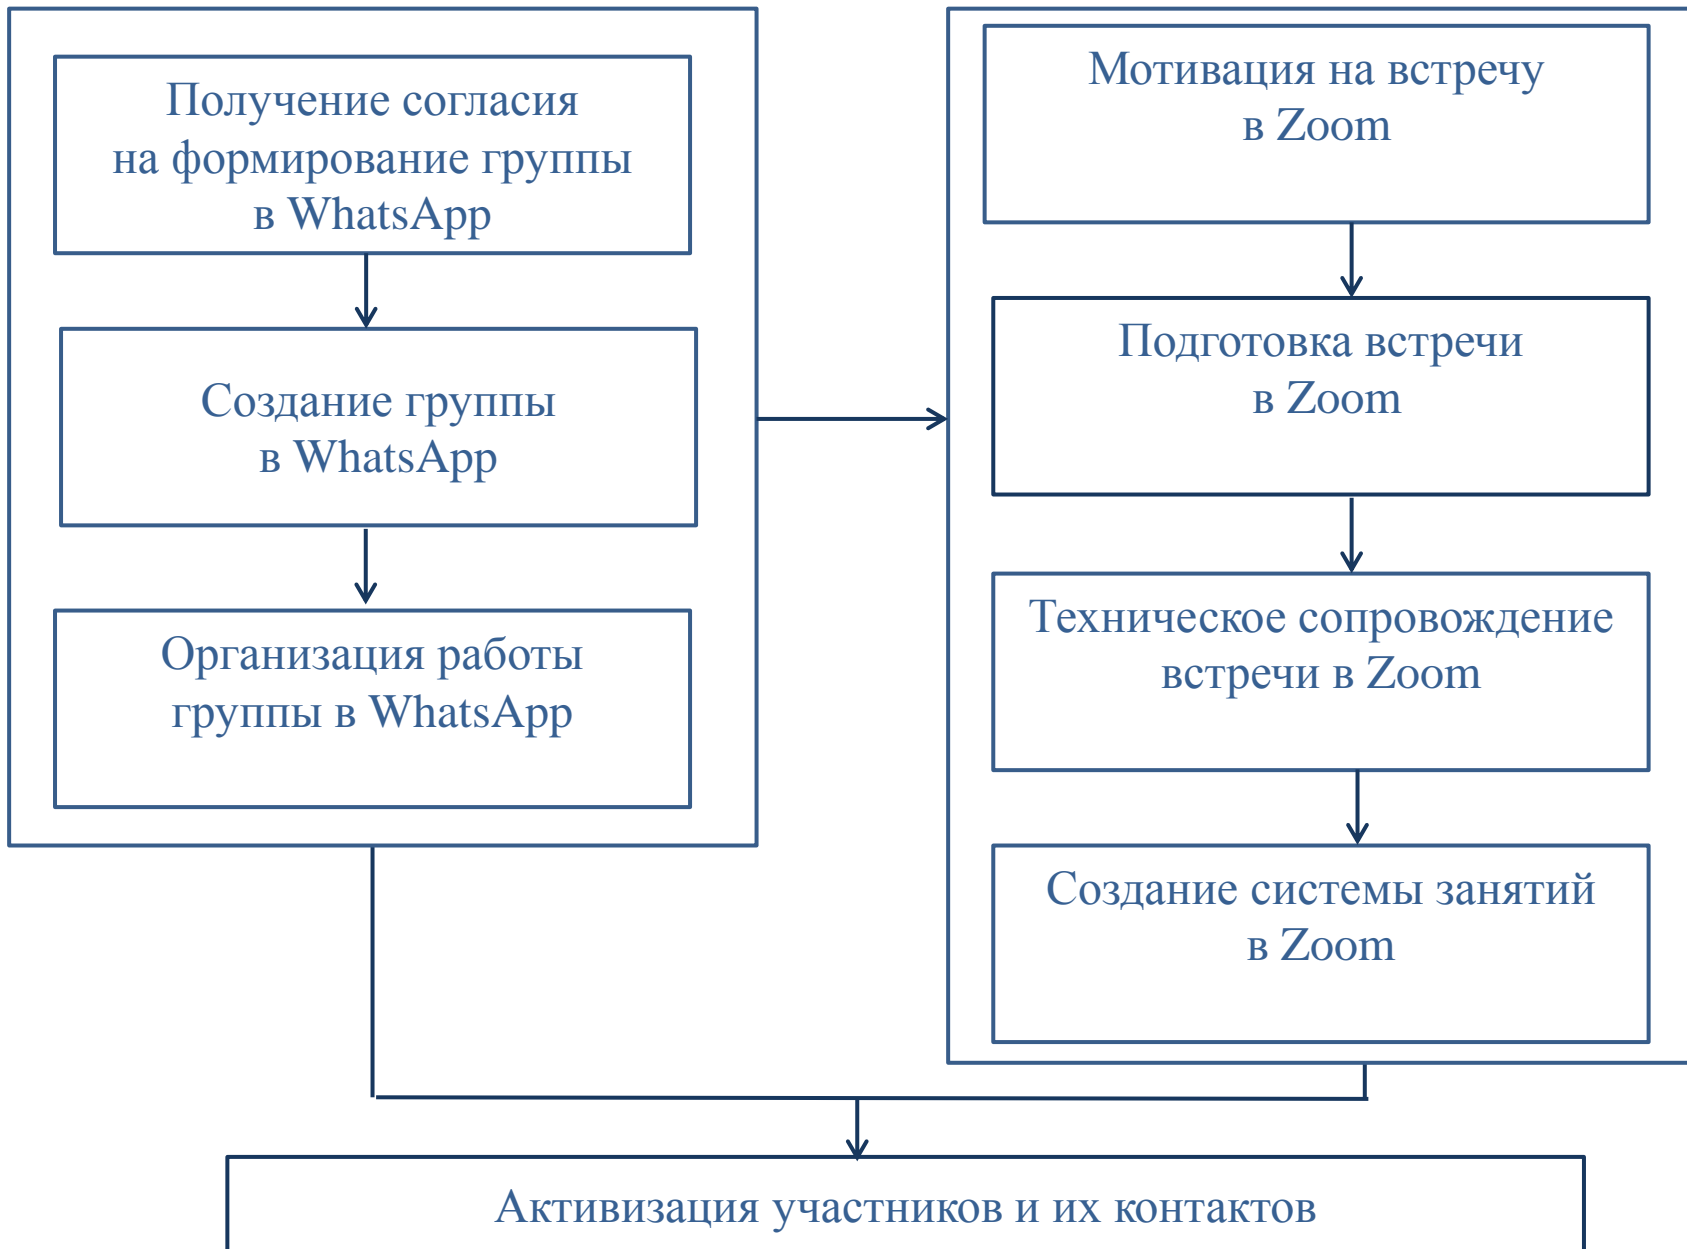 Получение согласия
на формирование группы
в WhatsApp
Создание группы
в WhatsApp
Организация работы
группы в WhatsApp
Мотивация на встречу
в Zoom
Подготовка встречи
в Zoom
Техническое сопровождение
встречи в Zoom
Создание системы занятий
в Zoom
Активизация участников и их контактов